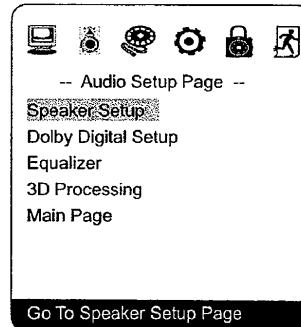 -- Audio Setup Page --
Speaker Setup
Dolby Digital Setup
Equalizer
3D Processing
Main Page
Go To Speaker Setup Page